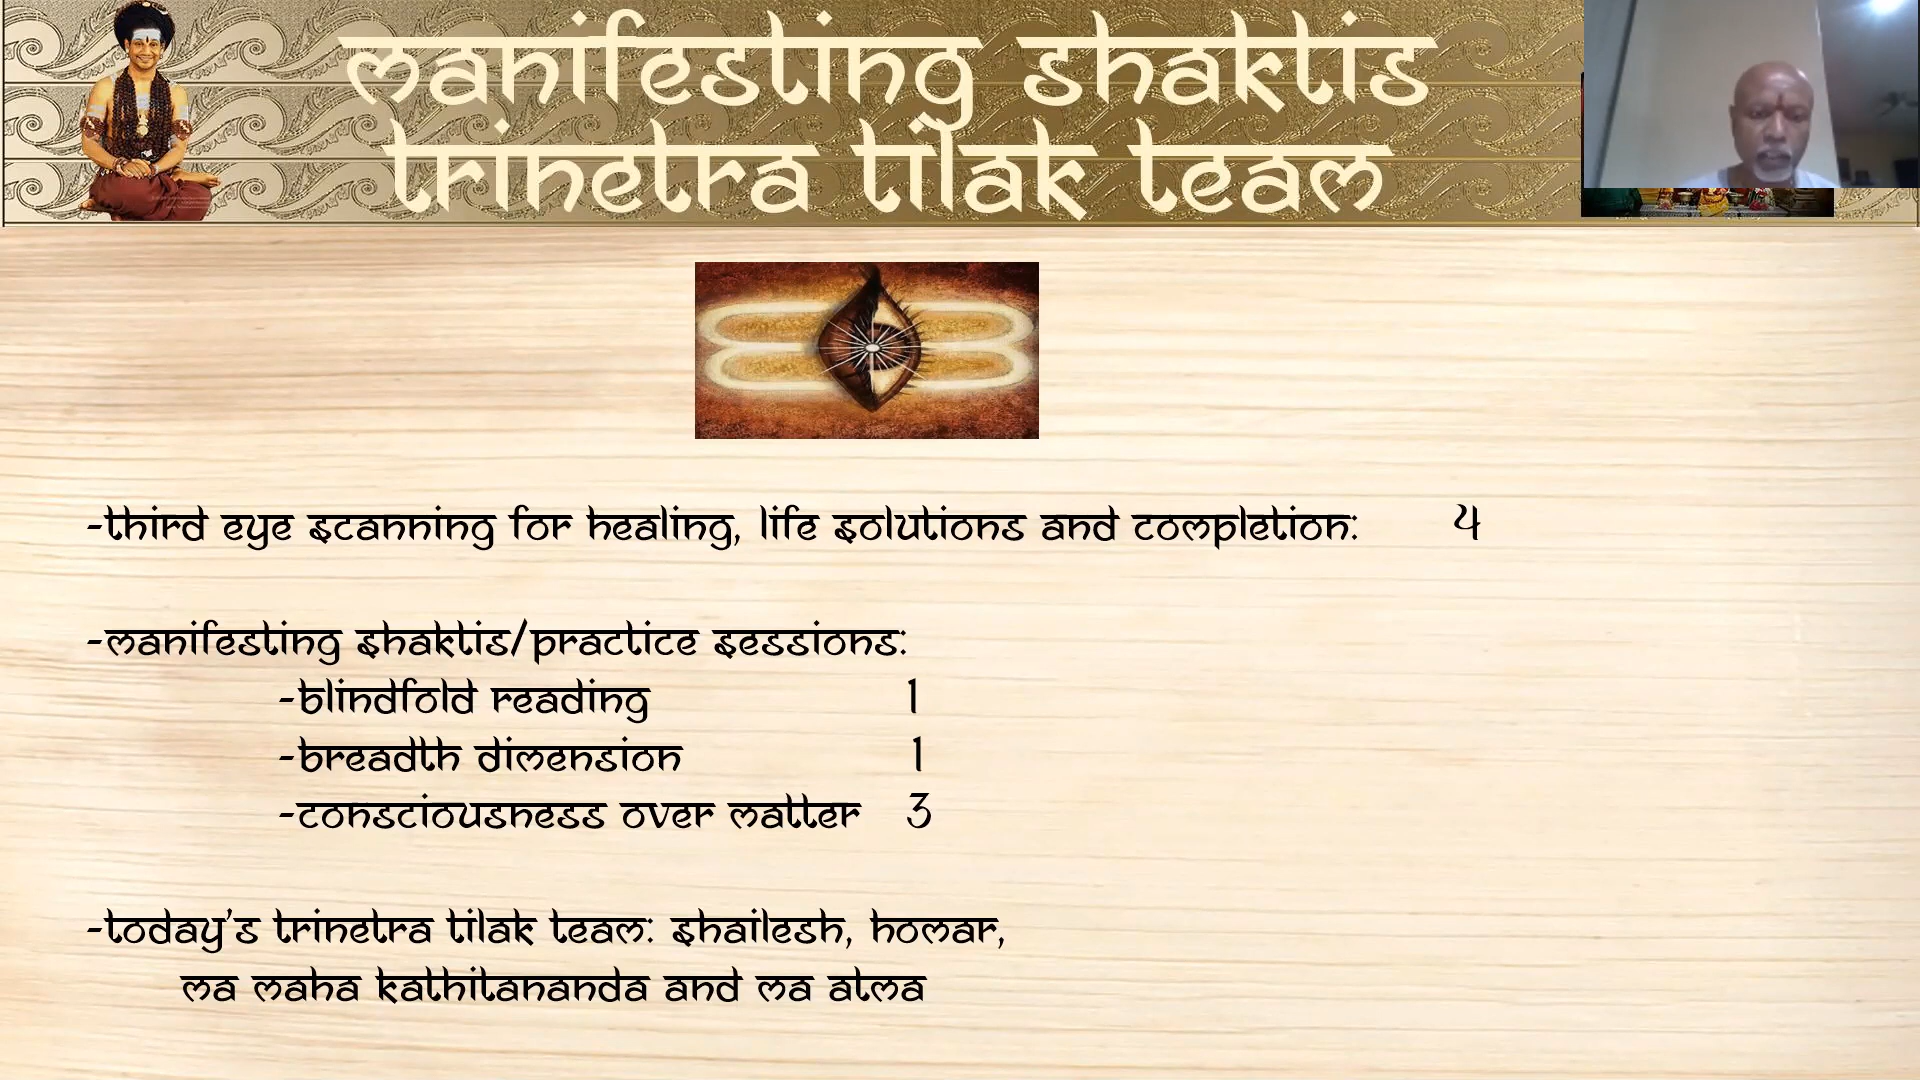 manifesting shaktis
trinetra tilak team
-third eye scanning for healing, life solutions and completion: 4
-manifesting shaktis/practice sessions:
-blindfold reading 1
-breadth dimension 1
-consciousness over matter 3
-today's trinetra tilak team: shailesh, homar,
ma maha kathitananda and ma atma